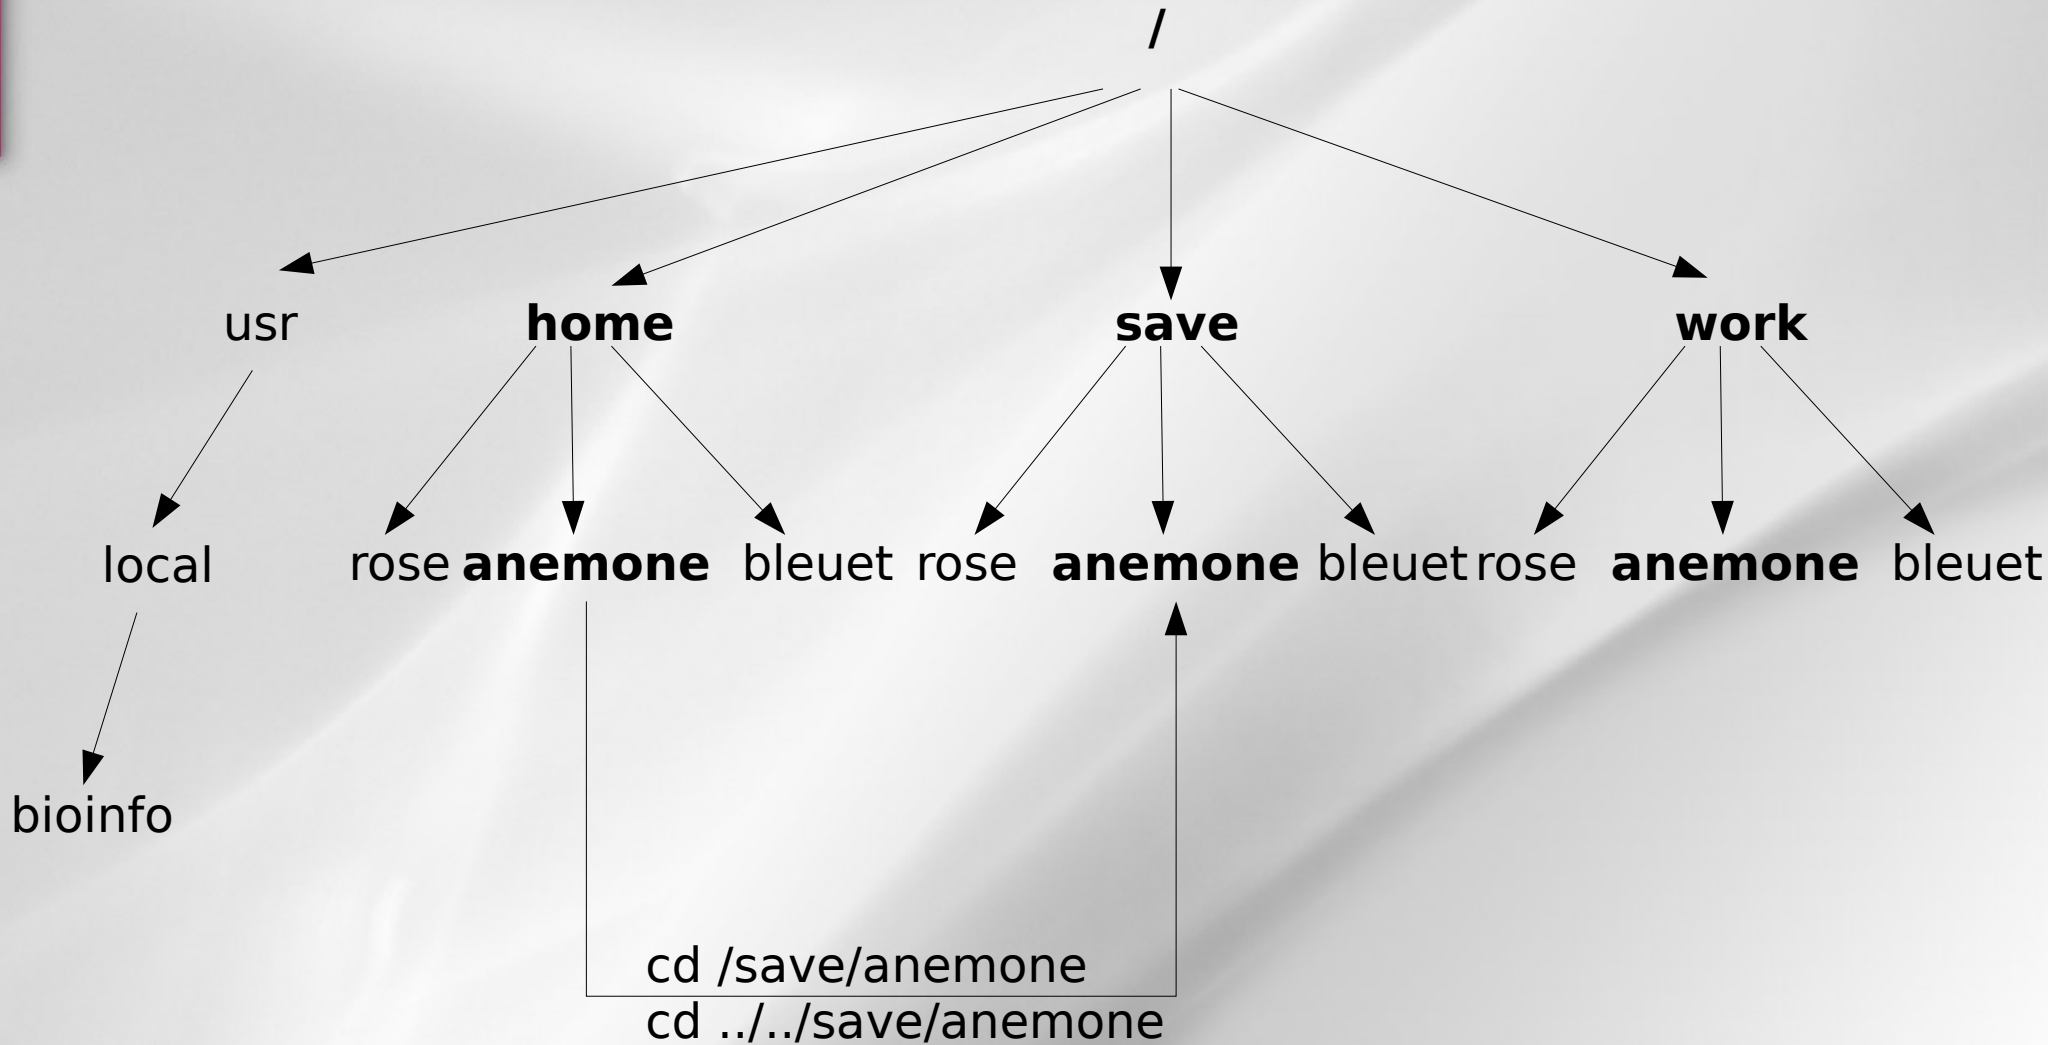 /
usr home save work
local rose anemone bleuet rose anemone bleuet rose anemone bleuet
bioinfo
cd /save/anemone
cd ../../save/anemone